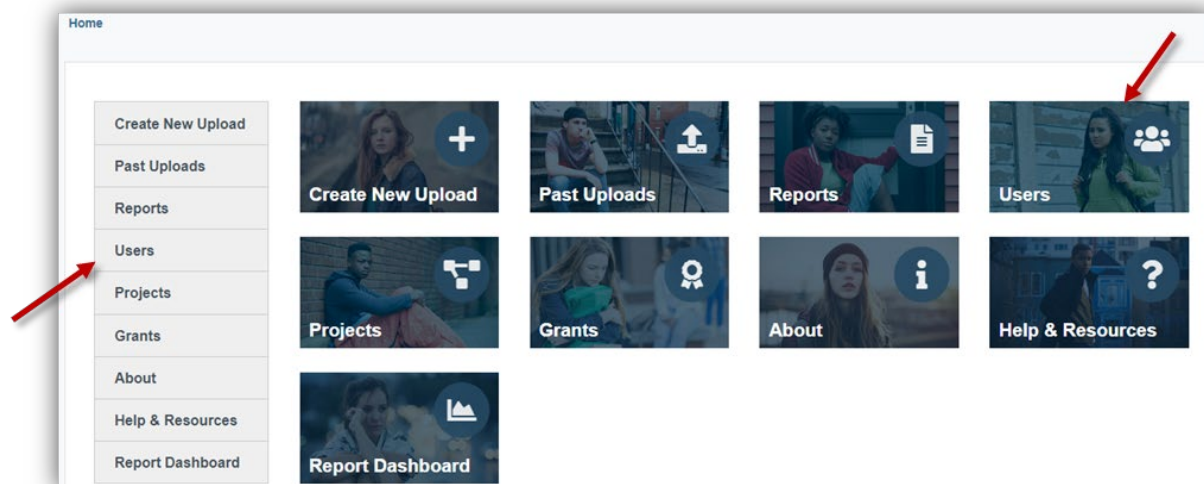 Home
Create New Upload
Past Uploads
Reports
Users
Projects
Grants
About
Help & Resources
Report Dashboard
Create New Upload
Past Uploads
Reports
Users
Projects
Grants
About
Help & Resources
Report Dashboard